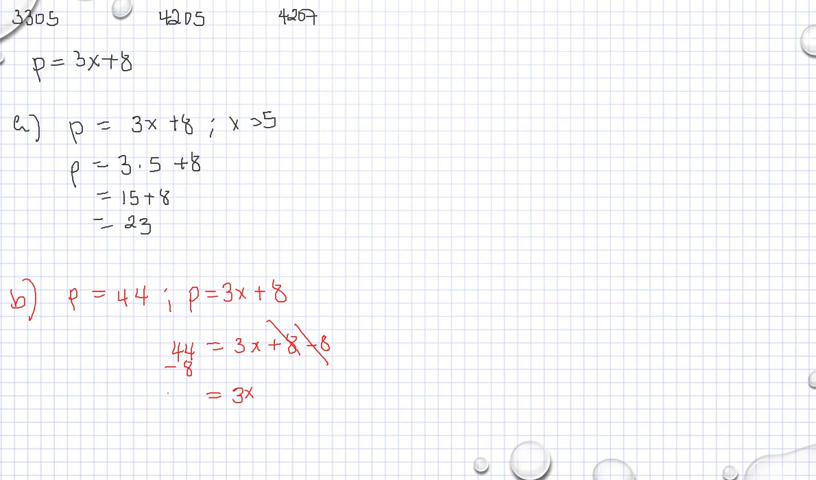 3305 4205 4207
p = 3x+8
a) p = 3x +8 ; x = 5
p = 3 · 5 +8
= 15+8
= 23
b) p = 44 ; p = 3x + 8
44 = 3x + 8 - 8
- 8
= 3x